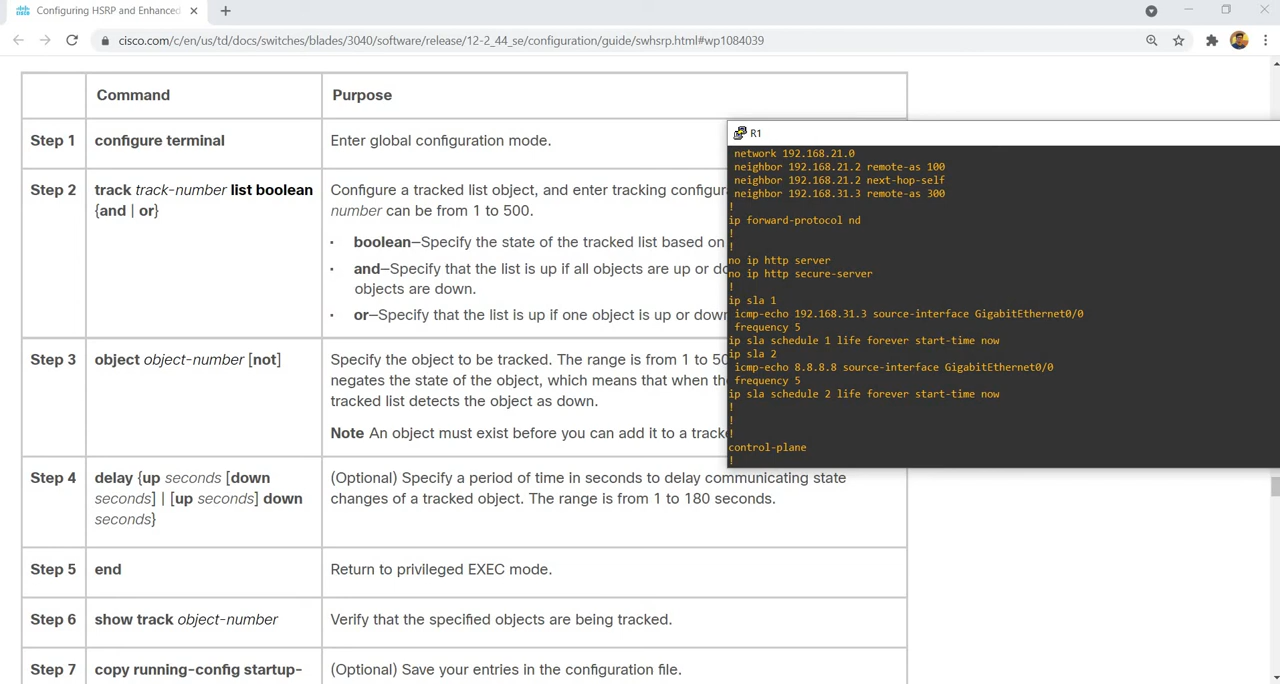 Configuring HSRP and Enhanced
cisco.com/c/en/us/td/docs/switches/blades/3040/software/release/12-2_44_se/configuration/guide/swhsrp.html#wp1084039
Command Purpose
Step 1 configure terminal Enter global configuration mode.
Step 2 track track-number list boolean Configure a tracked list object, and enter tracking
{and | or} number can be from 1 to 500.
• boolean—Specify the state of the tracked list based on
• and—Specify that the list is up if all objects are up or
objects are down.
• or—Specify that the list is up if one object is up or
Step 3 object object-number [not] Specify the object to be tracked. The range is from 1 to
negates the state of the object, which means that when
tracked list detects the object as down.
Note An object must exist before you can add it to a
Step 4 delay {up seconds [down (Optional) Specify a period of time in seconds to delay communicating state
seconds] | [up seconds] down changes of a tracked object. The range is from 1 to 180 seconds.
seconds}
Step 5 end Return to privileged EXEC mode.
Step 6 show track object-number Verify that the specified objects are being tracked.
Step 7 copy running-config startup- (Optional) Save your entries in the configuration file.
R1
network 192.168.21.0
neighbor 192.168.21.2 remote-as 100
neighbor 192.168.21.2 next-hop-self
neighbor 192.168.31.3 remote-as 300
!
ip forward-protocol nd
!
!
no ip http server
no ip http secure-server
!
ip sla 1
icmp-echo 192.168.31.3 source-interface GigabitEthernet0/0
frequency 5
ip sla schedule 1 life forever start-time now
ip sla 2
icmp-echo 8.8.8.8 source-interface GigabitEthernet0/0
frequency 5
ip sla schedule 2 life forever start-time now
!
!
!
control-plane
!